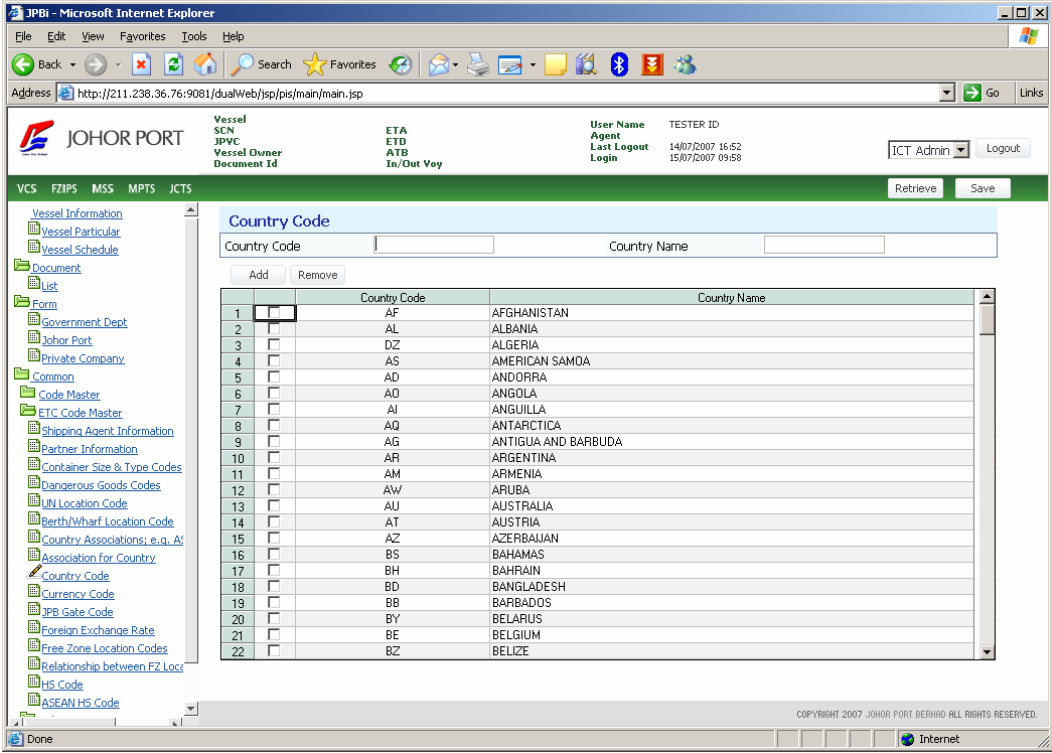 JPBi - Microsoft Internet Explorer
File Edit View Favorites Tools Help
Back Search Favorites
Address http://211.238.36.76:9081/dualWeb/jsp/pis/main/main.jsp Go Links
JOHOR PORT
Vessel
SCN ETA
JPVC ETD
Vessel Owner ATB
Document Id In/Out Voy
User Name TESTER ID
Agent
Last Logout 14/07/2007 16:52
Login 15/07/2007 09:58
ICT Admin Logout
VCS FZIPS MSS MPTS JCTS Retrieve Save
Vessel Information
Vessel Particular
Vessel Schedule
Document
List
Form
Government Dept
Johor Port
Private Company
Common
Code Master
ETC Code Master
Shipping Agent Information
Partner Information
Container Size & Type Codes
Dangerous Goods Codes
UN Location Code
Berth/Wharf Location Code
Country Associations; e.g. AS
Association for Country
Country Code
Currency Code
JPB Gate Code
Foreign Exchange Rate
Free Zone Location Codes
Relationship between FZ Loca
HS Code
ASEAN HS Code
Country Code
Country Code Country Name
Add Remove
Country Code Country Name
1 AF AFGHANISTAN
2 AL ALBANIA
3 DZ ALGERIA
4 AS AMERICAN SAMOA
5 AD ANDORRA
6 AO ANGOLA
7 AI ANGUILLA
8 AQ ANTARCTICA
9 AG ANTIGUA AND BARBUDA
10 AR ARGENTINA
11 AM ARMENIA
12 AW ARUBA
13 AU AUSTRALIA
14 AT AUSTRIA
15 AZ AZERBAIJAN
16 BS BAHAMAS
17 BH BAHRAIN
18 BD BANGLADESH
19 BB BARBADOS
20 BY BELARUS
21 BE BELGIUM
22 BZ BELIZE
COPYRIGHT 2007 JOHOR PORT BERHAD ALL RIGHTS RESERVED.
Done Internet